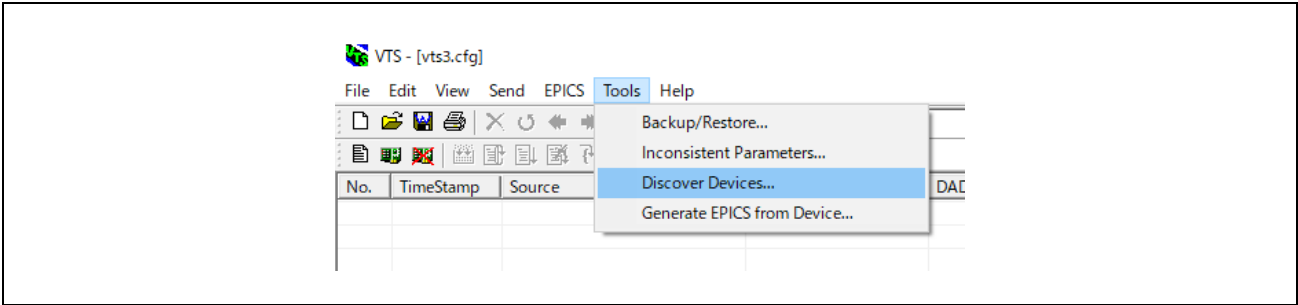 VTS - [vts3.cfg]
File Edit View Send EPICS Tools Help
Backup/Restore...
Inconsistent Parameters...
No. TimeStamp Source Discover Devices... DAD
Generate EPICS from Device...